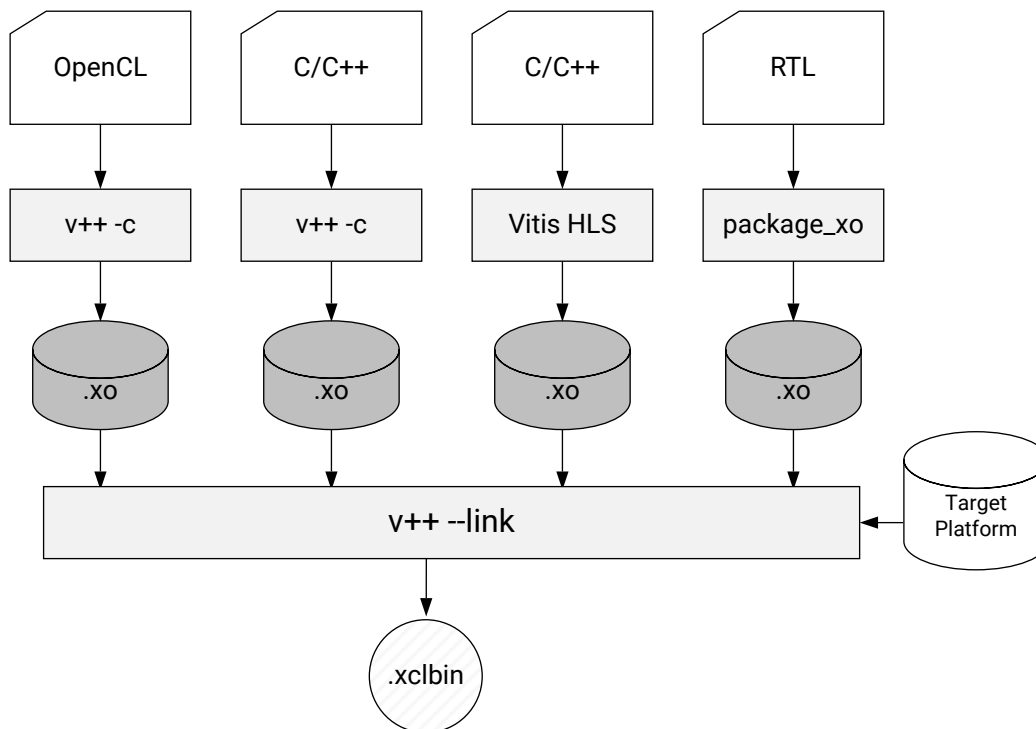 OpenCL
C/C++
C/C++
RTL
v++ -c
v++ -c
Vitis HLS
package_xo
.xo
.xo
.xo
.xo
v++ --link
Target
Platform
.xclbin